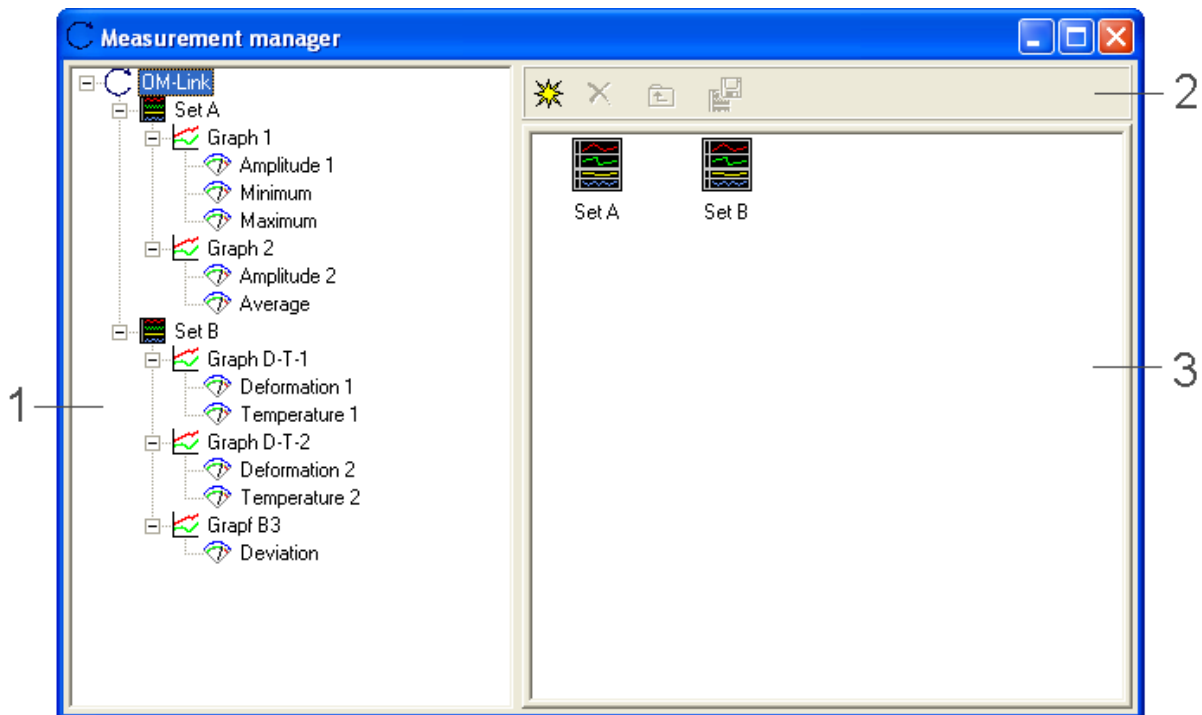 Measurement manager
OM-Link
Set A
Graph 1
Amplitude 1
Minimum
Maximum
Graph 2
Amplitude 2
Average
Set B
Graph D-T-1
Deformation 1
Temperature 1
Graph D-T-2
Deformation 2
Temperature 2
Grapf B3
Deviation
Set A Set B
1
2
3